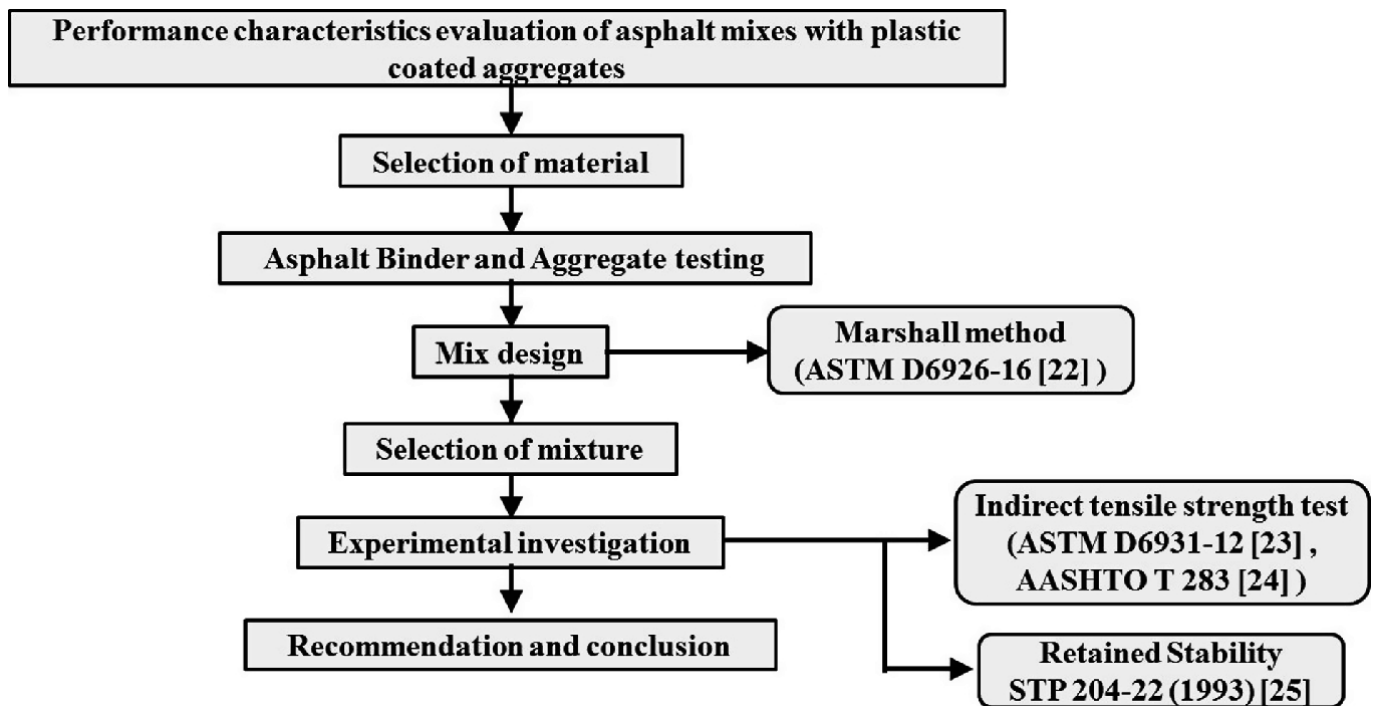 Performance characteristics evaluation of asphalt mixes with plastic
coated aggregates
Selection of material
Asphalt Binder and Aggregate testing
Mix design
Marshall method
(ASTM D6926-16 [22] )
Selection of mixture
Experimental investigation
Indirect tensile strength test
(ASTM D6931-12 [23] ,
AASHTO T 283 [24] )
Recommendation and conclusion
Retained Stability
STP 204-22 (1993) [25]